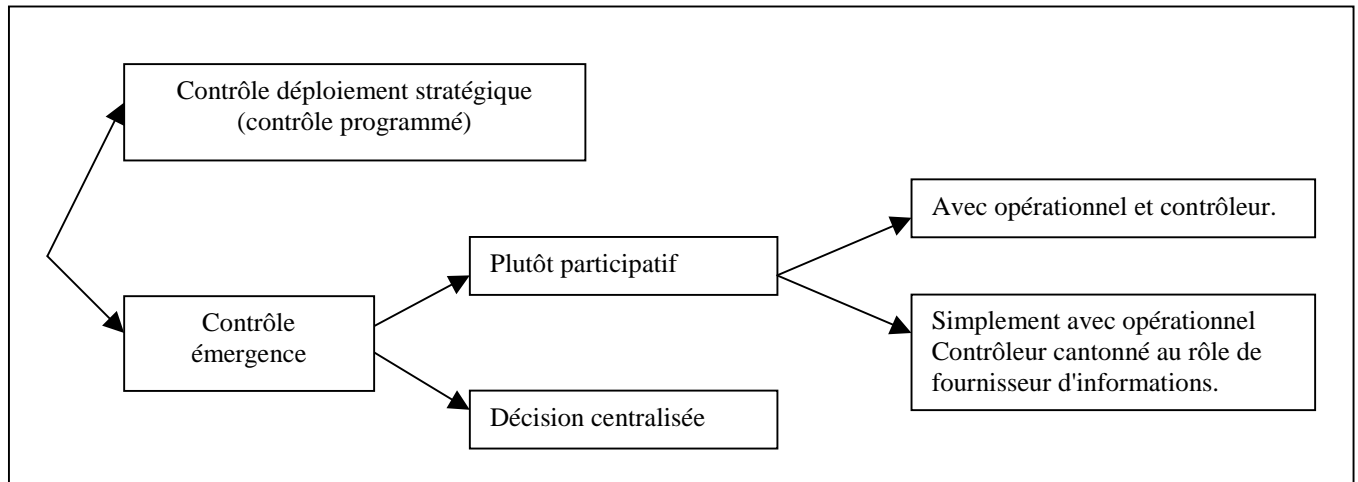 Contrôle déploiement stratégique
(contrôle programmé)
Avec opérationnel et contrôleur.
Plutôt participatif
Contrôle
émergence
Simplement avec opérationnel
Contrôleur cantonné au rôle de
fournisseur d'informations.
Décision centralisée